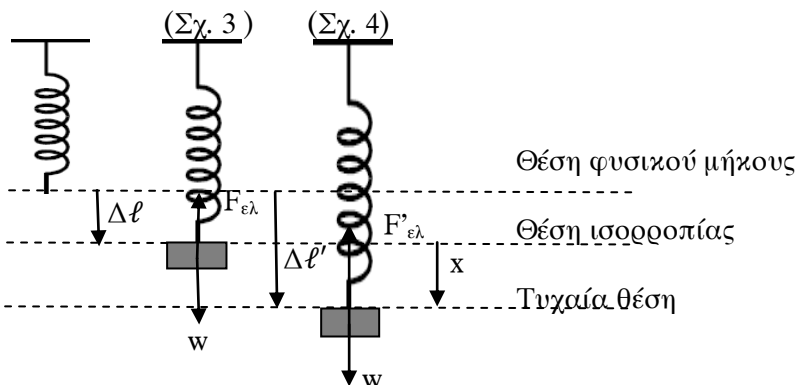 (Σχ. 3 )
(Σχ. 4)
Θέση φυσικού μήκους
Δℓ
Fελ
F'ελ
Θέση ισορροπίας
Δℓ'
x
Τυχαία θέση
w
w